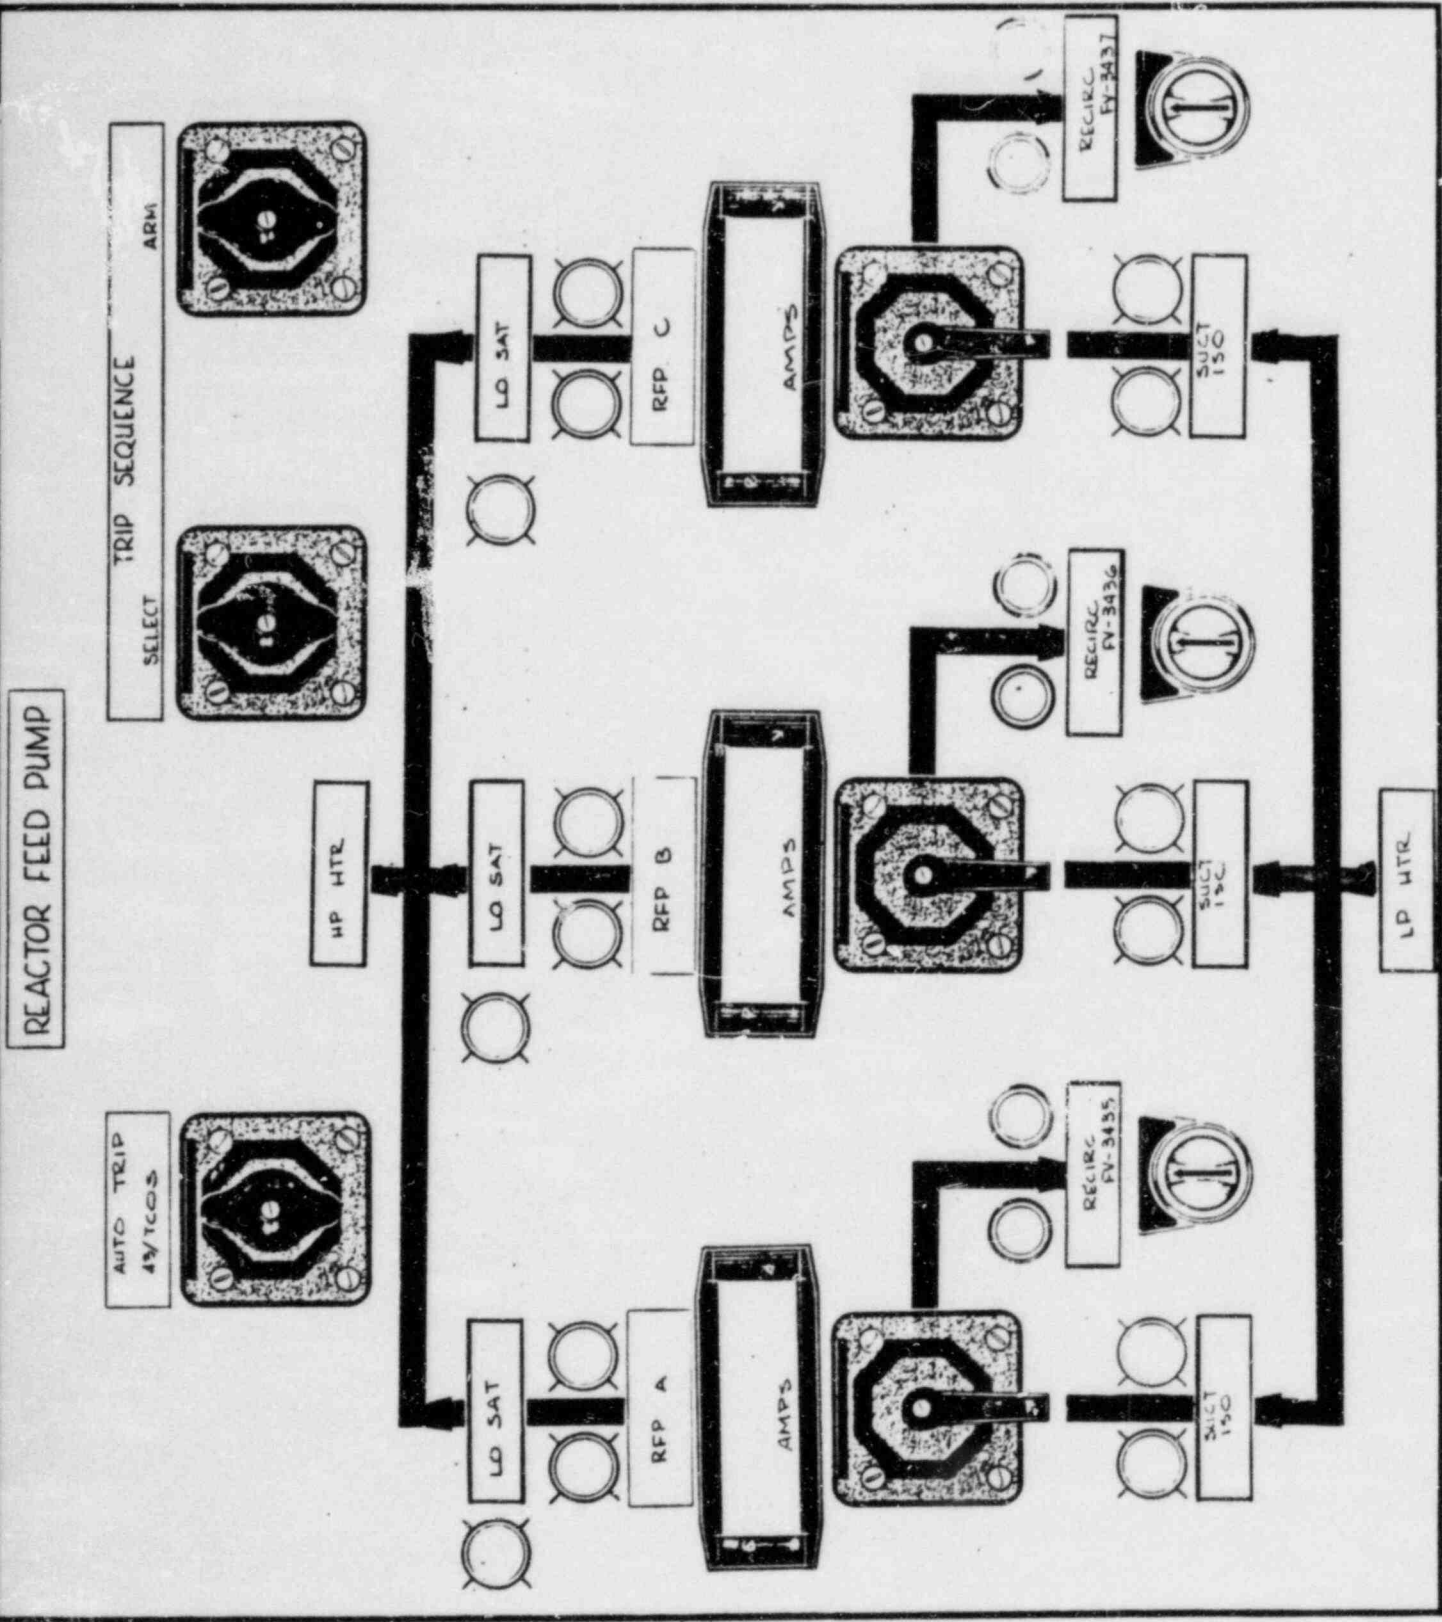 REACTOR FEED PUMP
AUTO TRIP
43/TCOS
TRIP SEQUENCE
SELECT
ARM
HP HTR
LO SAT
LO SAT
LO SAT
RFP A
RFP B
RFP C
AMPS
AMPS
AMPS
RECIRC
FV-3435
RECIRC
FV-3436
RECIRC
FV-3437
SUCT
ISO
SUCT
ISO
SUCT
ISO
LP HTR